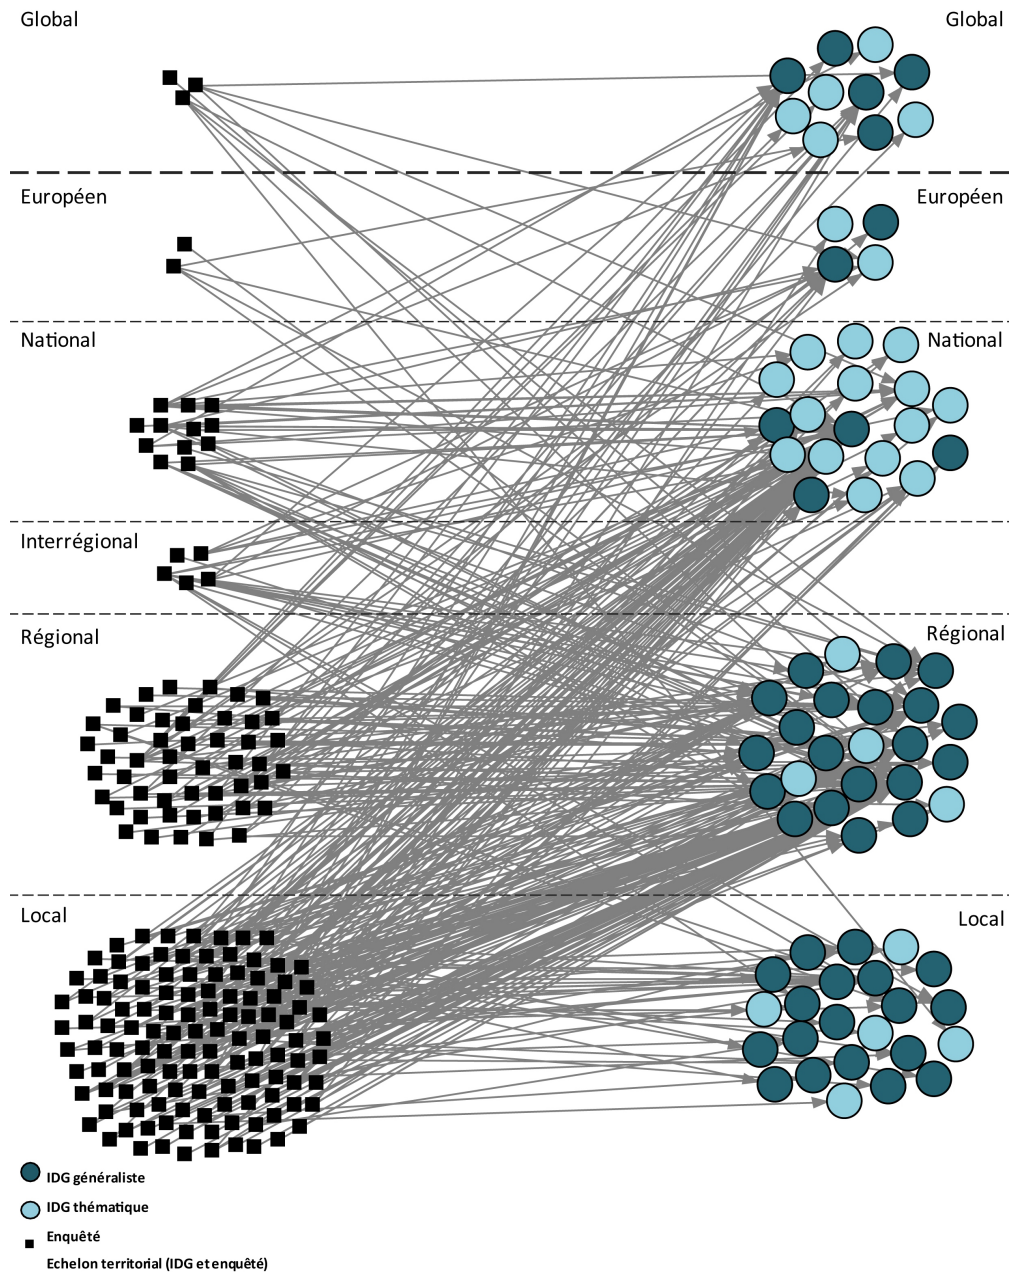 Global Global
Européen Européen
National National
Interrégional
Régional Régional
Local Local
IDG généraliste
IDG thématique
Enquêté
Echelon territorial (IDG et enquêté)